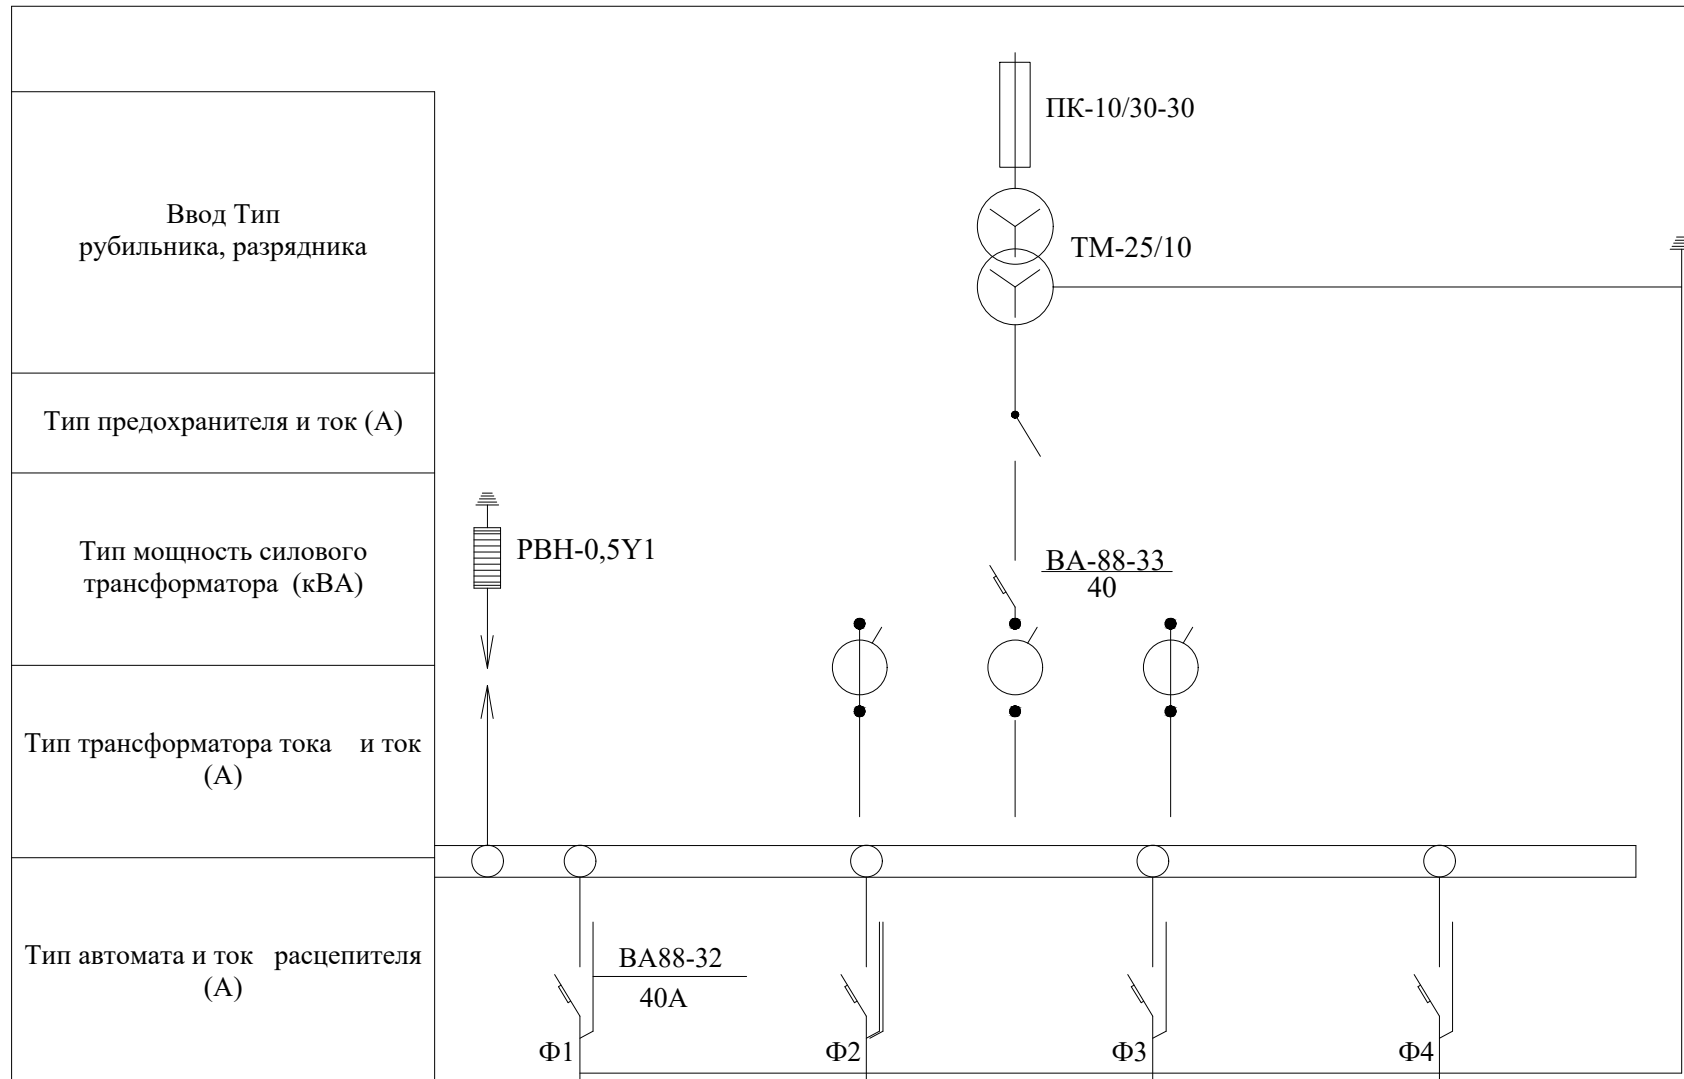 ПК-10/30-30
Ввод Тип
рубильника, разрядника
ТМ-25/10
Тип предохранителя и ток (А)
Тип мощность силового
трансформатора (кВА)
РВН-0,5Y1
ВА-88-33
40
Тип трансформатора тока и ток
(А)
Тип автомата и ток расцепителя
(А)
ВА88-32
40А
Ф1
Ф2
Ф3
Ф4